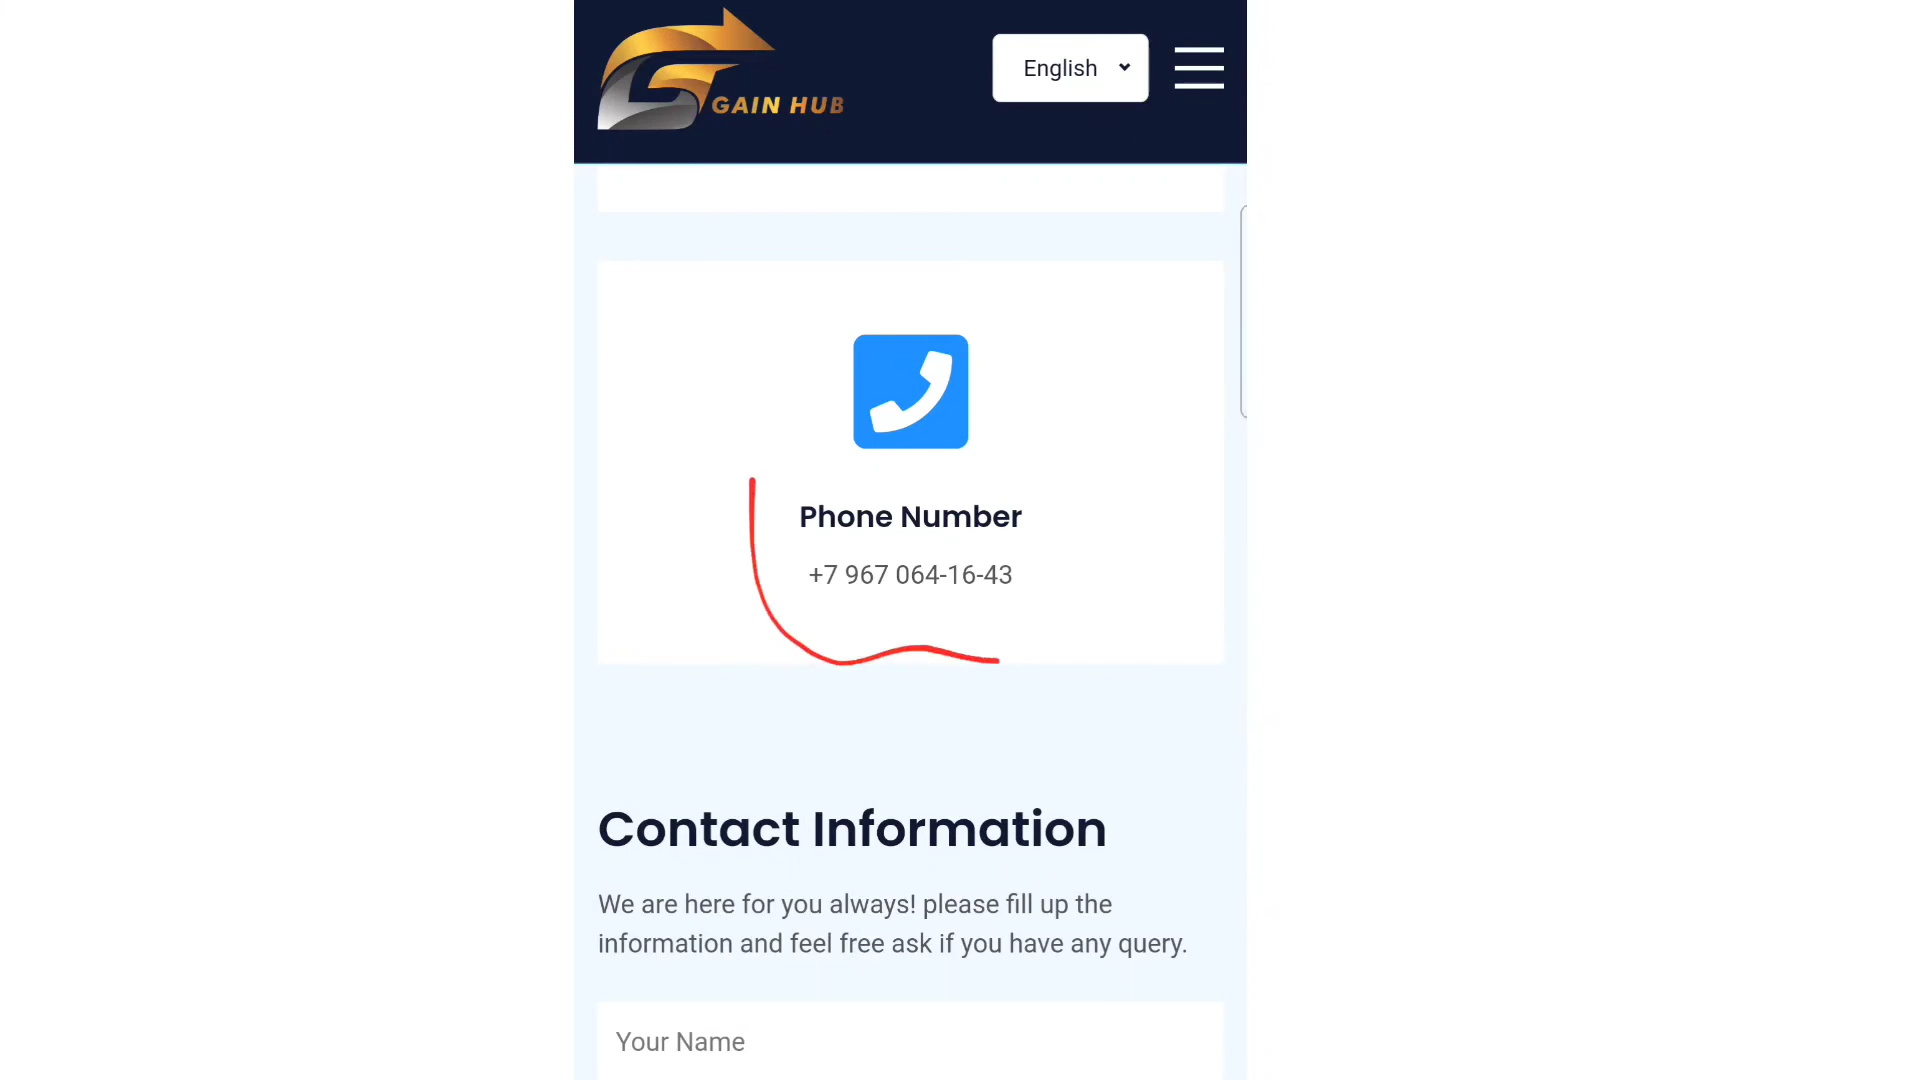 GAIN HUB
English
Phone Number
+7 967 064-16-43
Contact Information
We are here for you always! please fill up the
information and feel free ask if you have any query.
Your Name